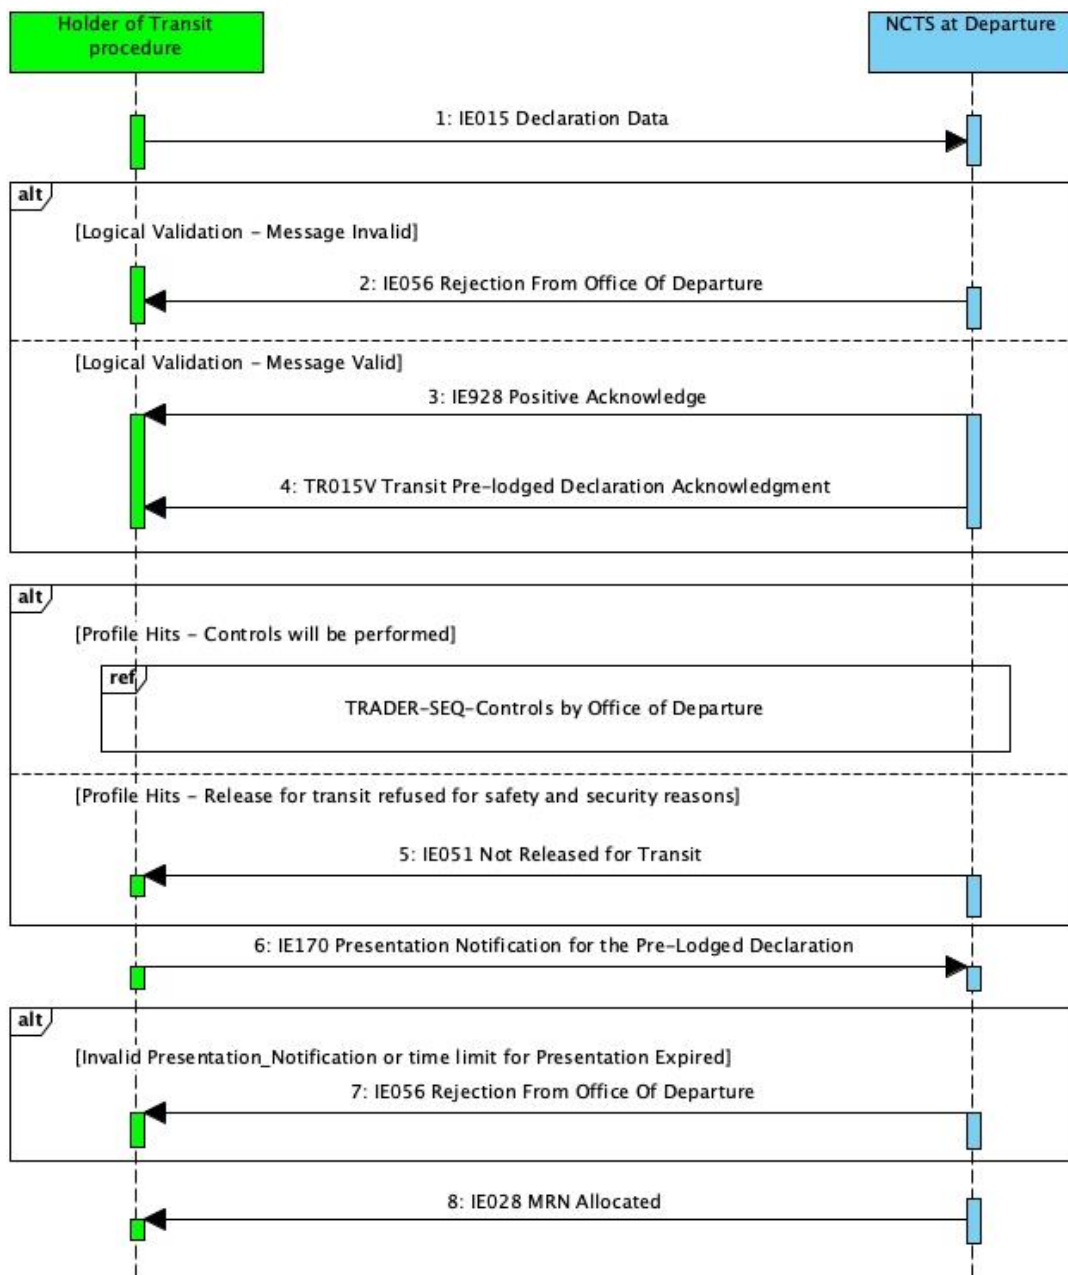 Holder of Transit
procedure
NCTS at Departure
1: IE015 Declaration Data
alt
[Logical Validation – Message Invalid]
2: IE056 Rejection From Office Of Departure
[Logical Validation – Message Valid]
3: IE928 Positive Acknowledge
4: TR015V Transit Pre-lodged Declaration Acknowledgment
alt
[Profile Hits – Controls will be performed]
ref
TRADER-SEQ-Controls by Office of Departure
[Profile Hits – Release for transit refused for safety and security reasons]
5: IE051 Not Released for Transit
6: IE170 Presentation Notification for the Pre-Lodged Declaration
alt
[Invalid Presentation_Notification or time limit for Presentation Expired]
7: IE056 Rejection From Office Of Departure
8: IE028 MRN Allocated